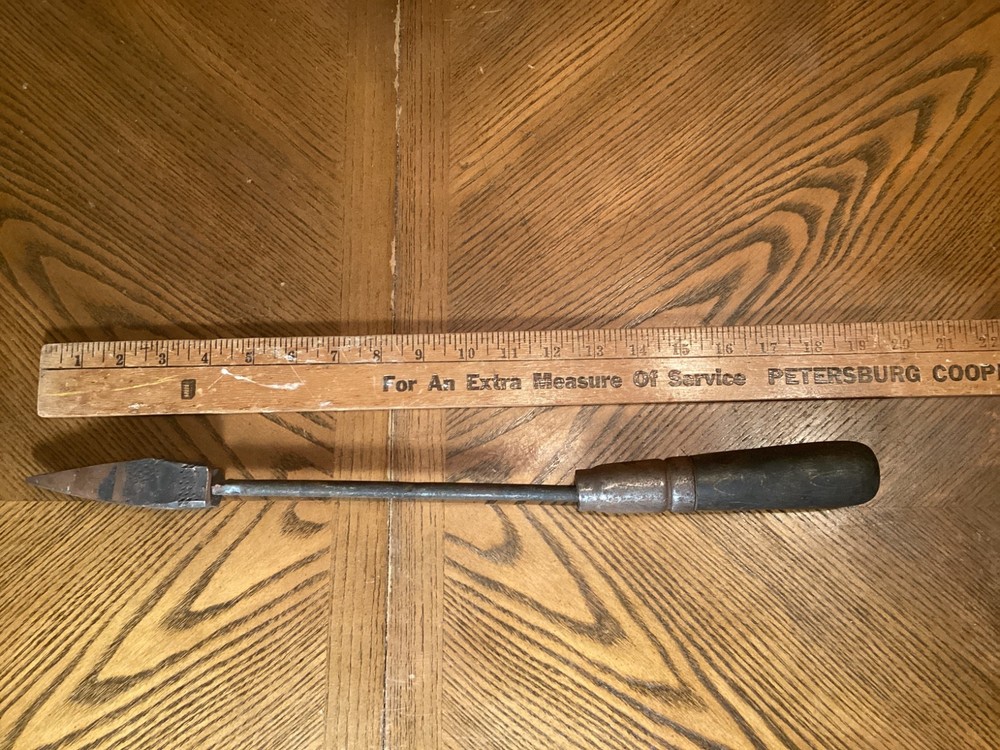 1 2 3 4 5 6 7 8 9 10 11 12 13 14 15 16 17 18 19 20 21 22
For An Extra Measure Of Service PETERSBURG COOP